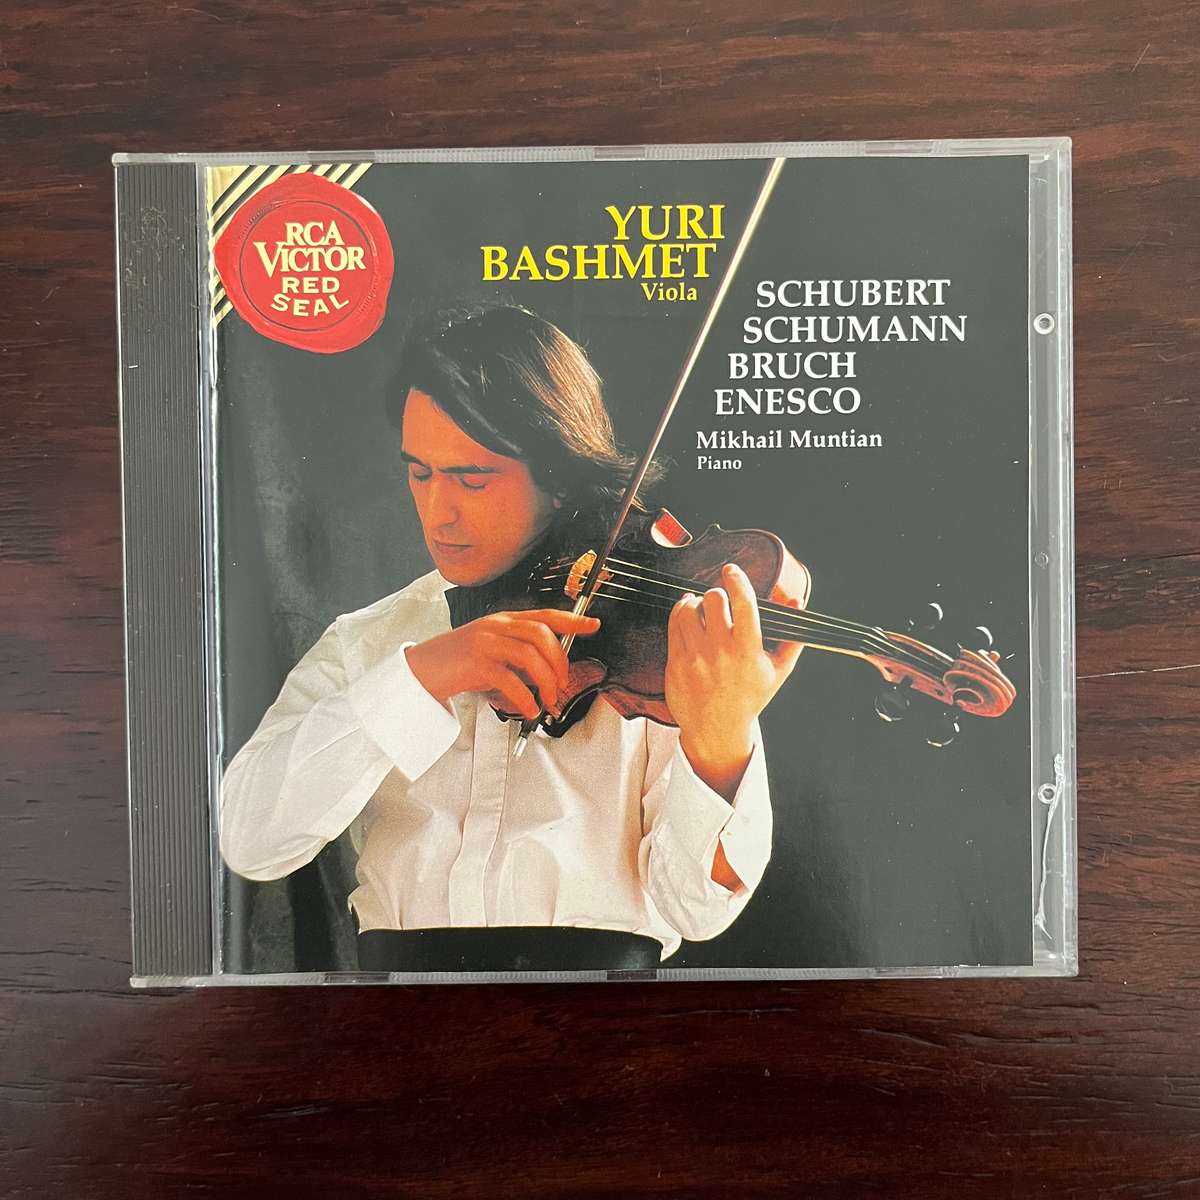 RCA
VICTOR
RED
SEAL
YURI
BASHMET
Viola
SCHUBERT
SCHUMANN
BRUCH
ENESCO
Mikhail Muntian
Piano